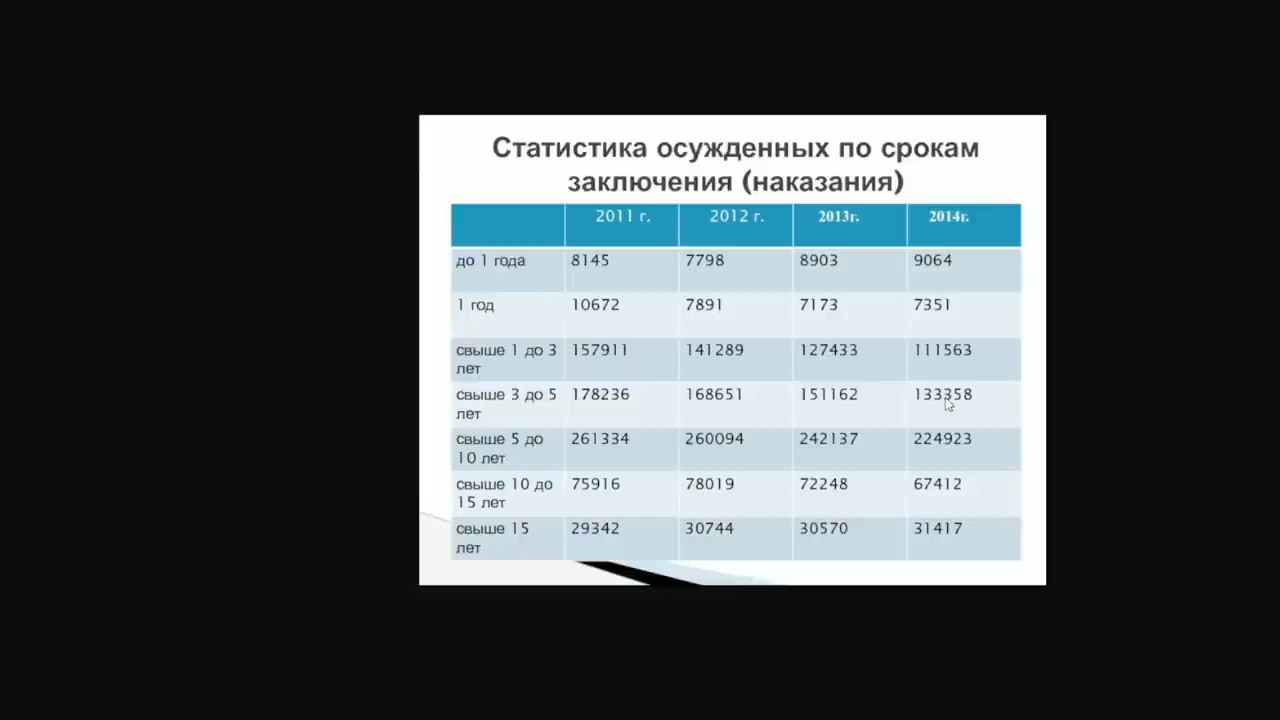 Статистика осужденных по срокам
заключения (наказания)
2011 г. 2012 г. 2013г. 2014г.
до 1 года 8145 7798 8903 9064
1 год 10672 7891 7173 7351
свыше 1 до 3 157911 141289 127433 111563
лет
свыше 3 до 5 178236 168651 151162 133358
лет
свыше 5 до 261334 260094 242137 224923
10 лет
свыше 10 до 75916 78019 72248 67412
15 лет
свыше 15 29342 30744 30570 31417
лет